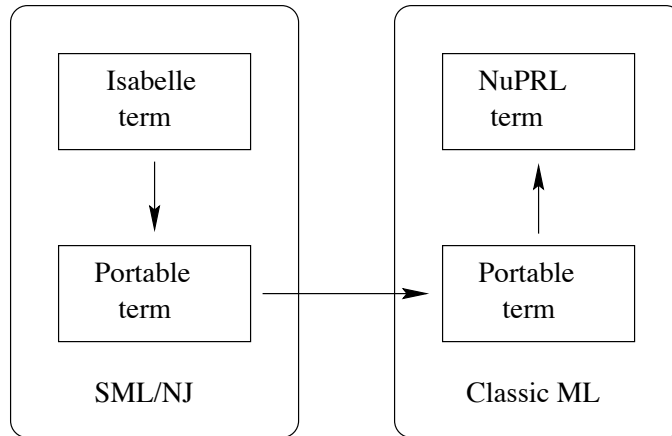 Isabelle
term
Portable
term
SML/NJ
NuPRL
term
Portable
term
Classic ML